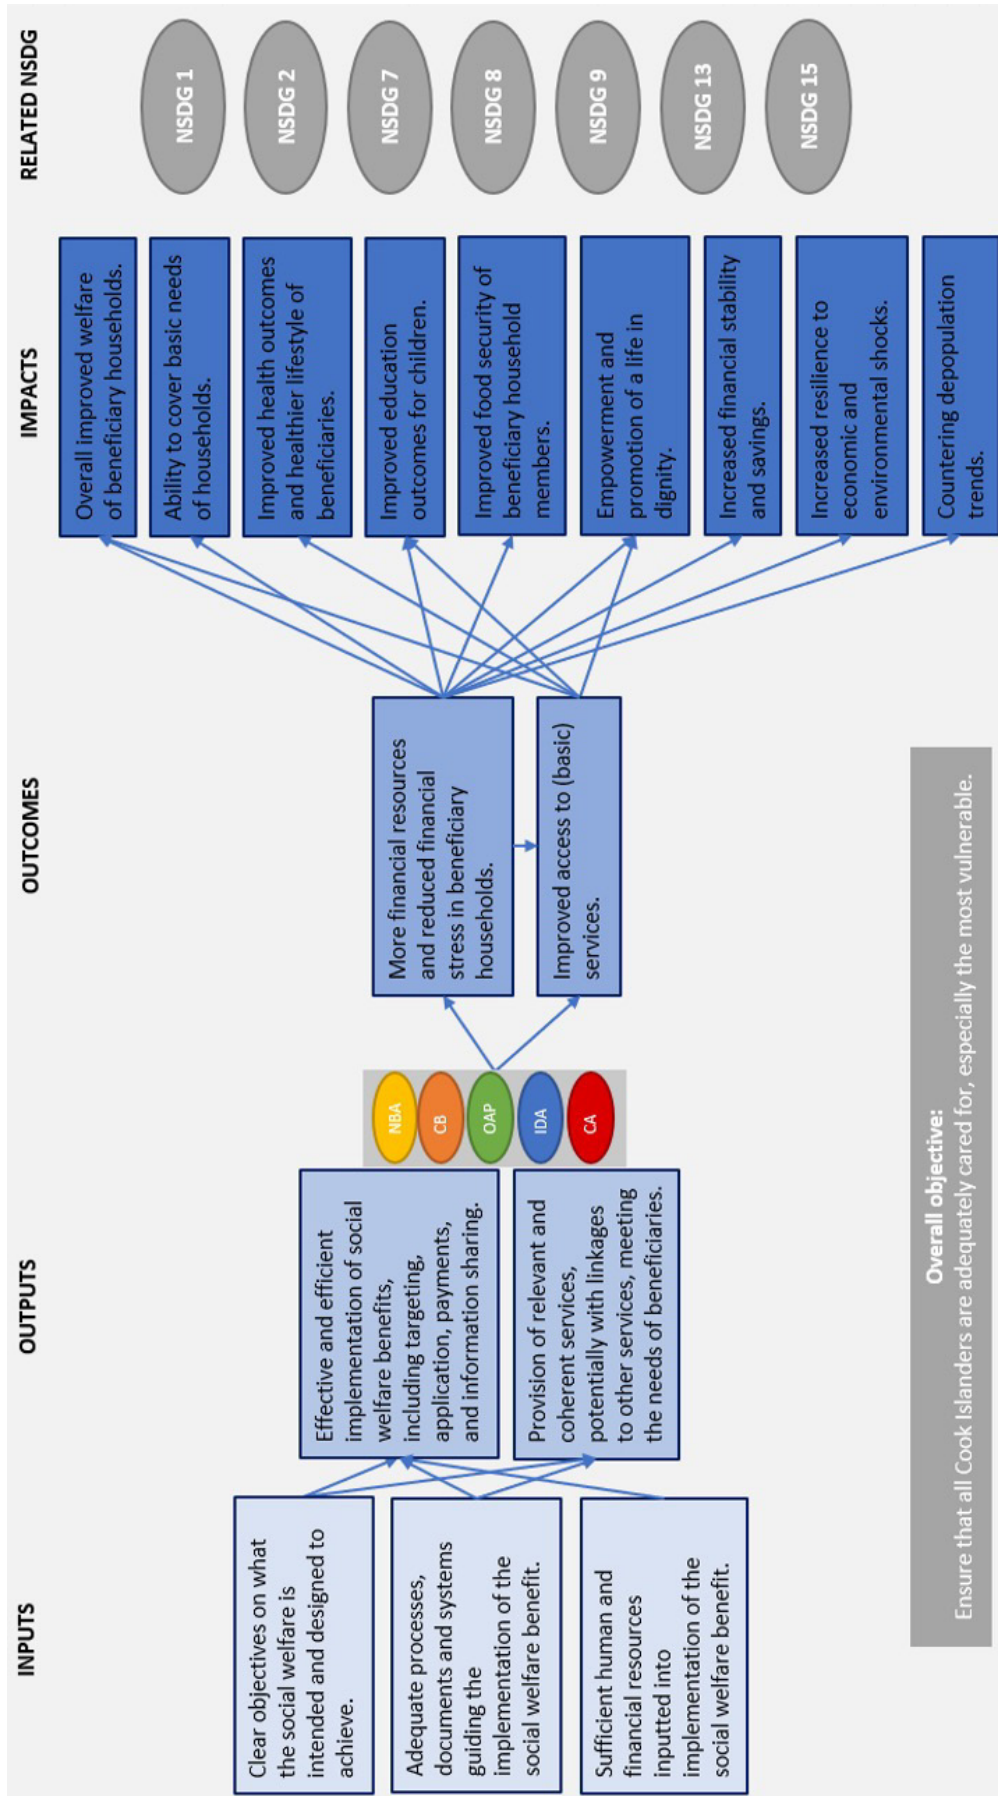 INPUTS
OUTPUTS
OUTCOMES
IMPACTS
RELATED NSDG
Clear objectives on what
the social welfare is
intended and designed to
achieve.
Adequate processes,
documents and systems
guiding the
implementation of the
social welfare benefit.
Sufficient human and
financial resources
inputted into
implementation of the
social welfare benefit.
Effective and efficient
implementation of social
welfare benefits,
including targeting,
application, payments,
and information sharing.
Provision of relevant and
coherent services,
potentially with linkages
to other services, meeting
the needs of beneficiaries.
NBA
CB
OAP
IDA
CA
More financial resources
and reduced financial
stress in beneficiary
households.
Improved access to (basic)
services.
Overall improved welfare
of beneficiary households.
Ability to cover basic needs
of households.
Improved health outcomes
and healthier lifestyle of
beneficiaries.
Improved education
outcomes for children.
Improved food security of
beneficiary household
members.
Empowerment and
promotion of a life in
dignity.
Increased financial stability
and savings.
Increased resilience to
economic and
environmental shocks.
Countering depopulation
trends.
NSDG 1
NSDG 2
NSDG 7
NSDG 8
NSDG 9
NSDG 13
NSDG 15
Overall objective:
Ensure that all Cook Islanders are adequately cared for, especially the most vulnerable.